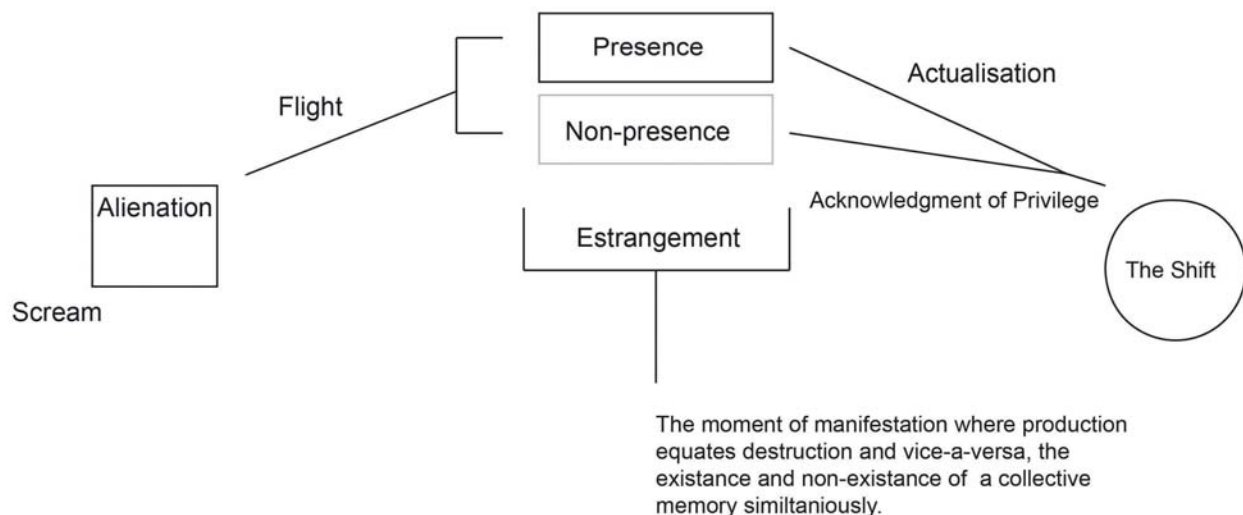 Presence
Actualisation
Flight
Non-presence
Alienation
Acknowledgment of Privilege
Estrangement
The Shift
Scream
The moment of manifestation where production
equates destruction and vice-a-versa, the
existance and non-existance of a collective
memory similtaniously.